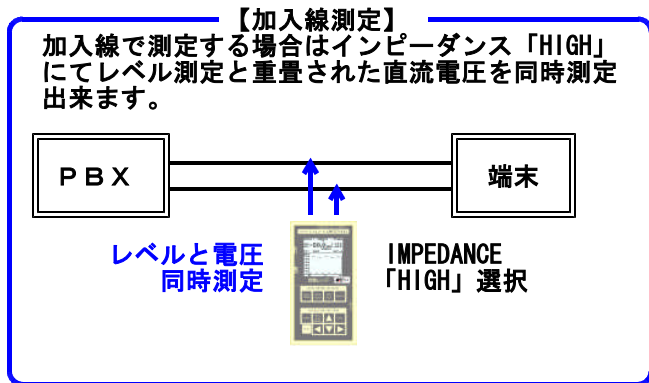 【加入線測定】
加入線で測定する場合はインピーダンス「HIGH」
にてレベル測定と重畳された直流電圧を同時測定
出来ます。
ＰＢＸ
端末
レベルと電圧
同時測定
IMPEDANCE
「HIGH」選択